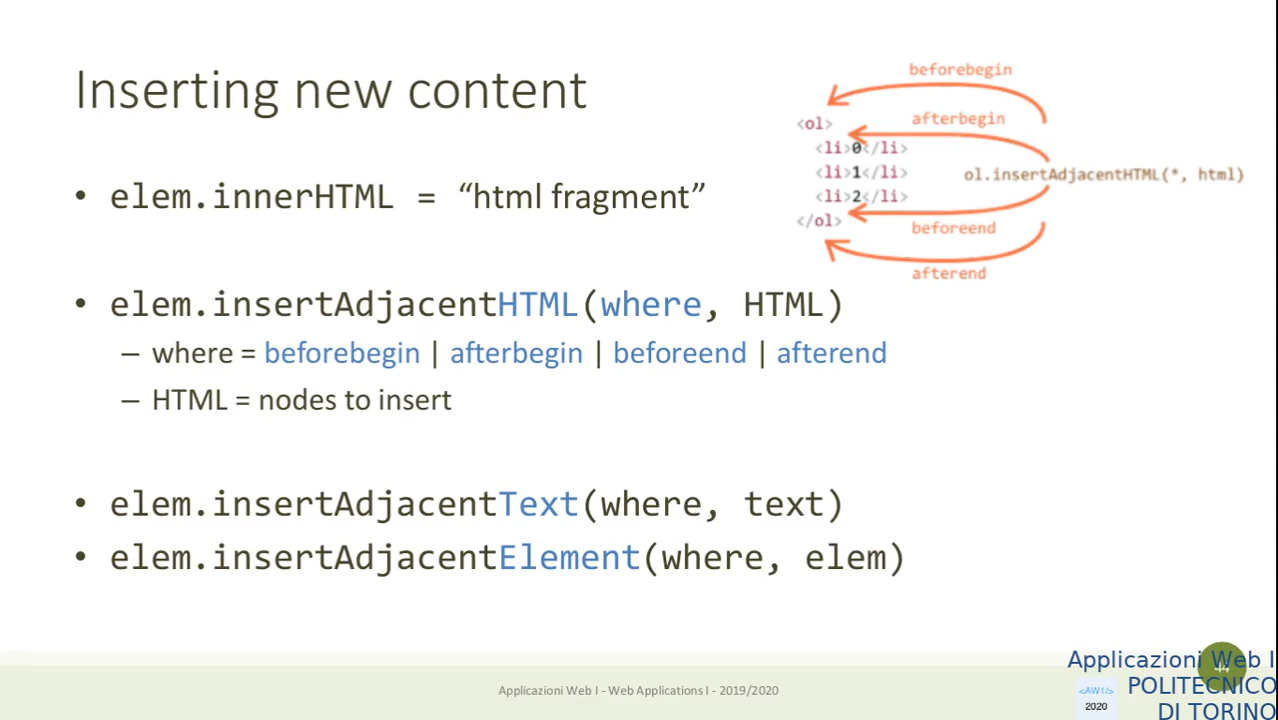 Inserting new content
beforebegin
<ol>
afterbegin
<li>0</li>
<li>1</li>
ol.insertAdjacentHTML(*, html)
<li>2</li>
</ol>
beforeend
afterend
• elem.innerHTML = “html fragment”
• elem.insertAdjacentHTML(where, HTML)
– where = beforebegin | afterbegin | beforeend | afterend
– HTML = nodes to insert
• elem.insertAdjacentText(where, text)
• elem.insertAdjacentElement(where, elem)
Applicazioni Web I - Web Applications I - 2019/2020
44
Applicazioni Web I
POLITECNICO
DI TORINO
<AW1/>
2020